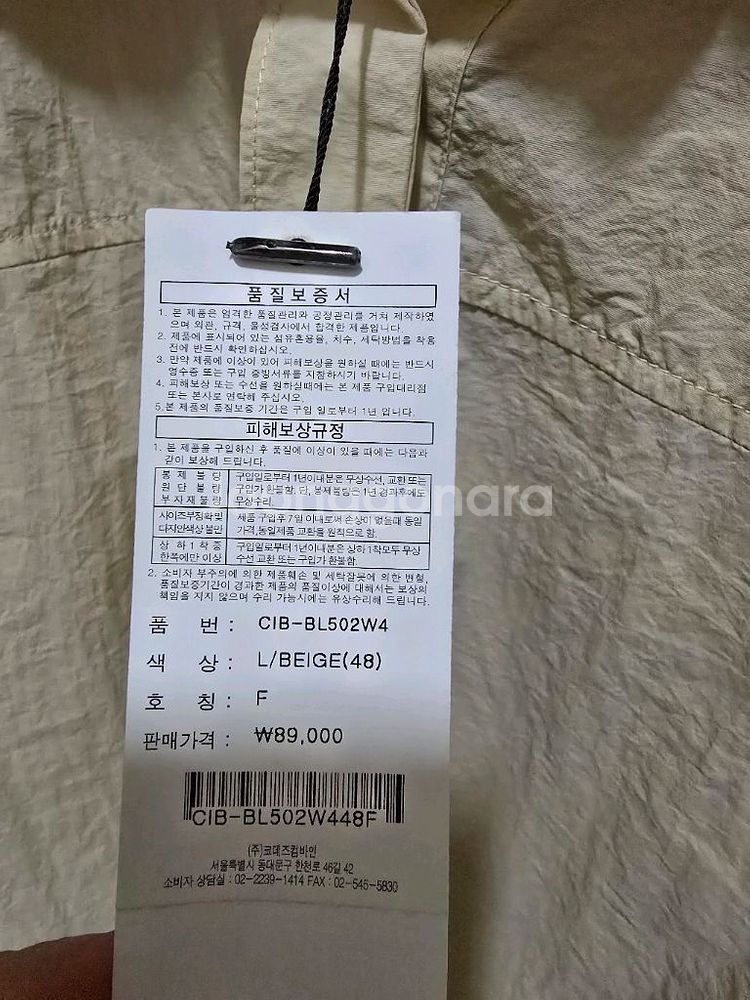 품질보증서
1. 본 제품은 엄격한 품질관리와 공정관리를 거쳐 제작하였
으며 외관, 규격, 물성검사에서 합격한 제품입니다.
2. 제품에 표시되어 있는 섬유혼용율, 치수, 세탁방법을 착용
전에 반드시 확인하십시오.
3. 만약 제품에 이상이 있어 피해보상을 원하실 때에는 반드시
영수증 또는 구입 증빙서류를 지참하시기 바랍니다.
4. 피해보상 또는 수선을 원하실때에는 본 제품 구입대리점
또는 본사로 연락해 주십시오.
5.본 제품의 품질보증 기간은 구입 일로부터 1년 입니다.
피해보상규정
1. 본 제품을 구입하신 후 품질에 이상이 있을 때에는 다음과
같이 보상해 드립니다.
봉제불량 구입일로부터 1년이내분은 무상수선, 교환 또는
원단불량 구입가 환불함. 단, 봉제불량은 1년 경과후에도
부자재불량 무상수리.
사이즈부정확 및 제품 구입후 7일 이내로써 손상이 없을때 동일
디자인색상 불만 가격,동일제품 교환을 원칙으로 함.
상하1착중 구입일로부터 1년이내분은 상하 1착모두 무상
한쪽에만 이상 수선 교환 또는 구입가 환불함.
2. 소비자 부주의에 의한 제품훼손 및 세탁잘못에 의한 변형,
품질보증기간이 경과한 제품의 품질이상에 대해서는 보상의
책임을 지지 않으며 수리 가능시에는 유상수리해 드립니다.
품 번 : CIB-BL502W4
색 상 : L/BEIGE(48)
호 칭 : F
판매가격 : ₩89,000
CIB-BL502W448F
(주)코데즈컴바인
서울특별시 동대문구 한천로 46길 42
소비자 상담실 : 02-2239-1414 FAX : 02-545-5830